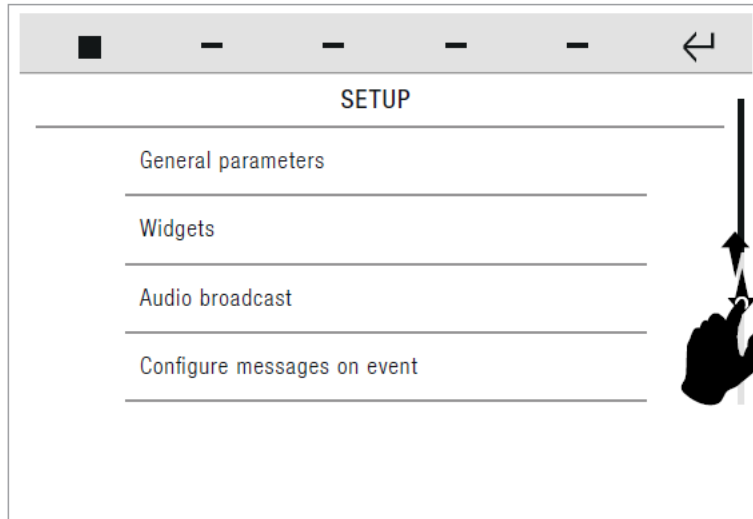 SETUP
General parameters
Widgets
Audio broadcast
Configure messages on event